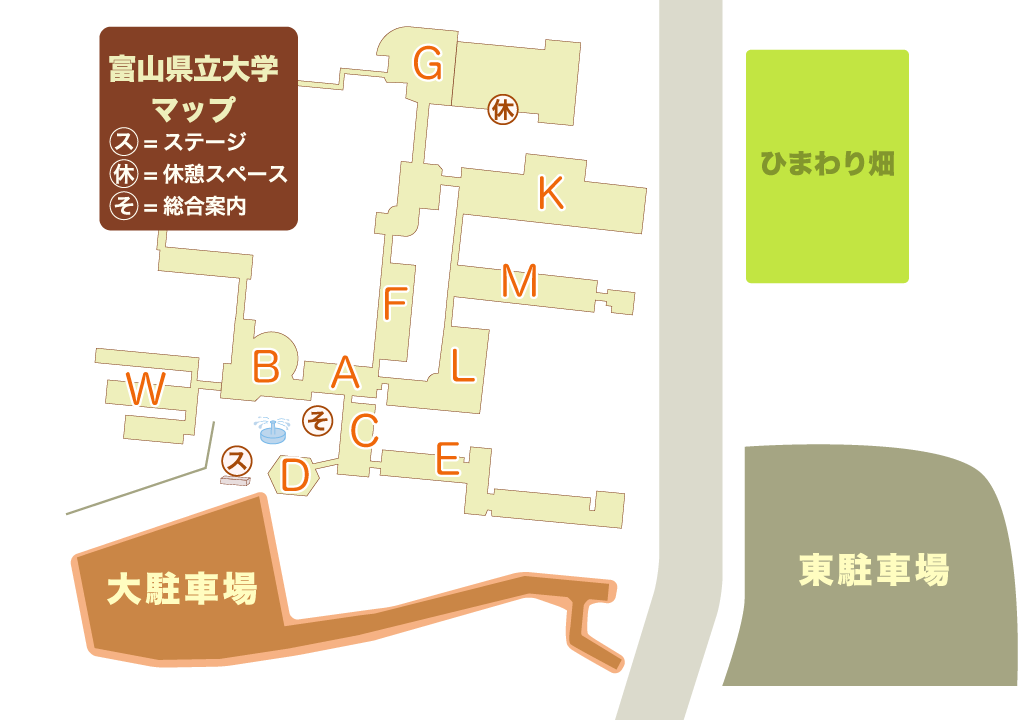 富山県立大学
マップ
ス = ステージ
休 = 休憩スペース
そ = 総合案内
G
休
ひまわり畑
K
M
F
B
A
L
W
そ
C
ス
D
E
大駐車場
東駐車場